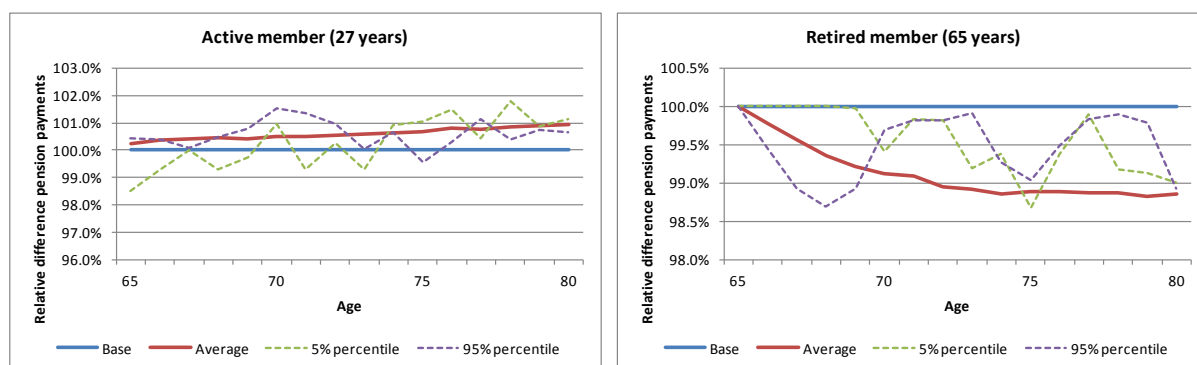 Active member (27 years)
Relative difference pension payments
103.0%
102.0%
101.0%
100.0%
99.0%
98.0%
97.0%
96.0%
65 70 75 80
Age
Base Average 5% percentile 95% percentile
Retired member (65 years)
Relative difference pension payments
100.5%
100.0%
99.5%
99.0%
98.5%
98.0%
65 70 75 80
Age
Base Average 5% percentile 95% percentile